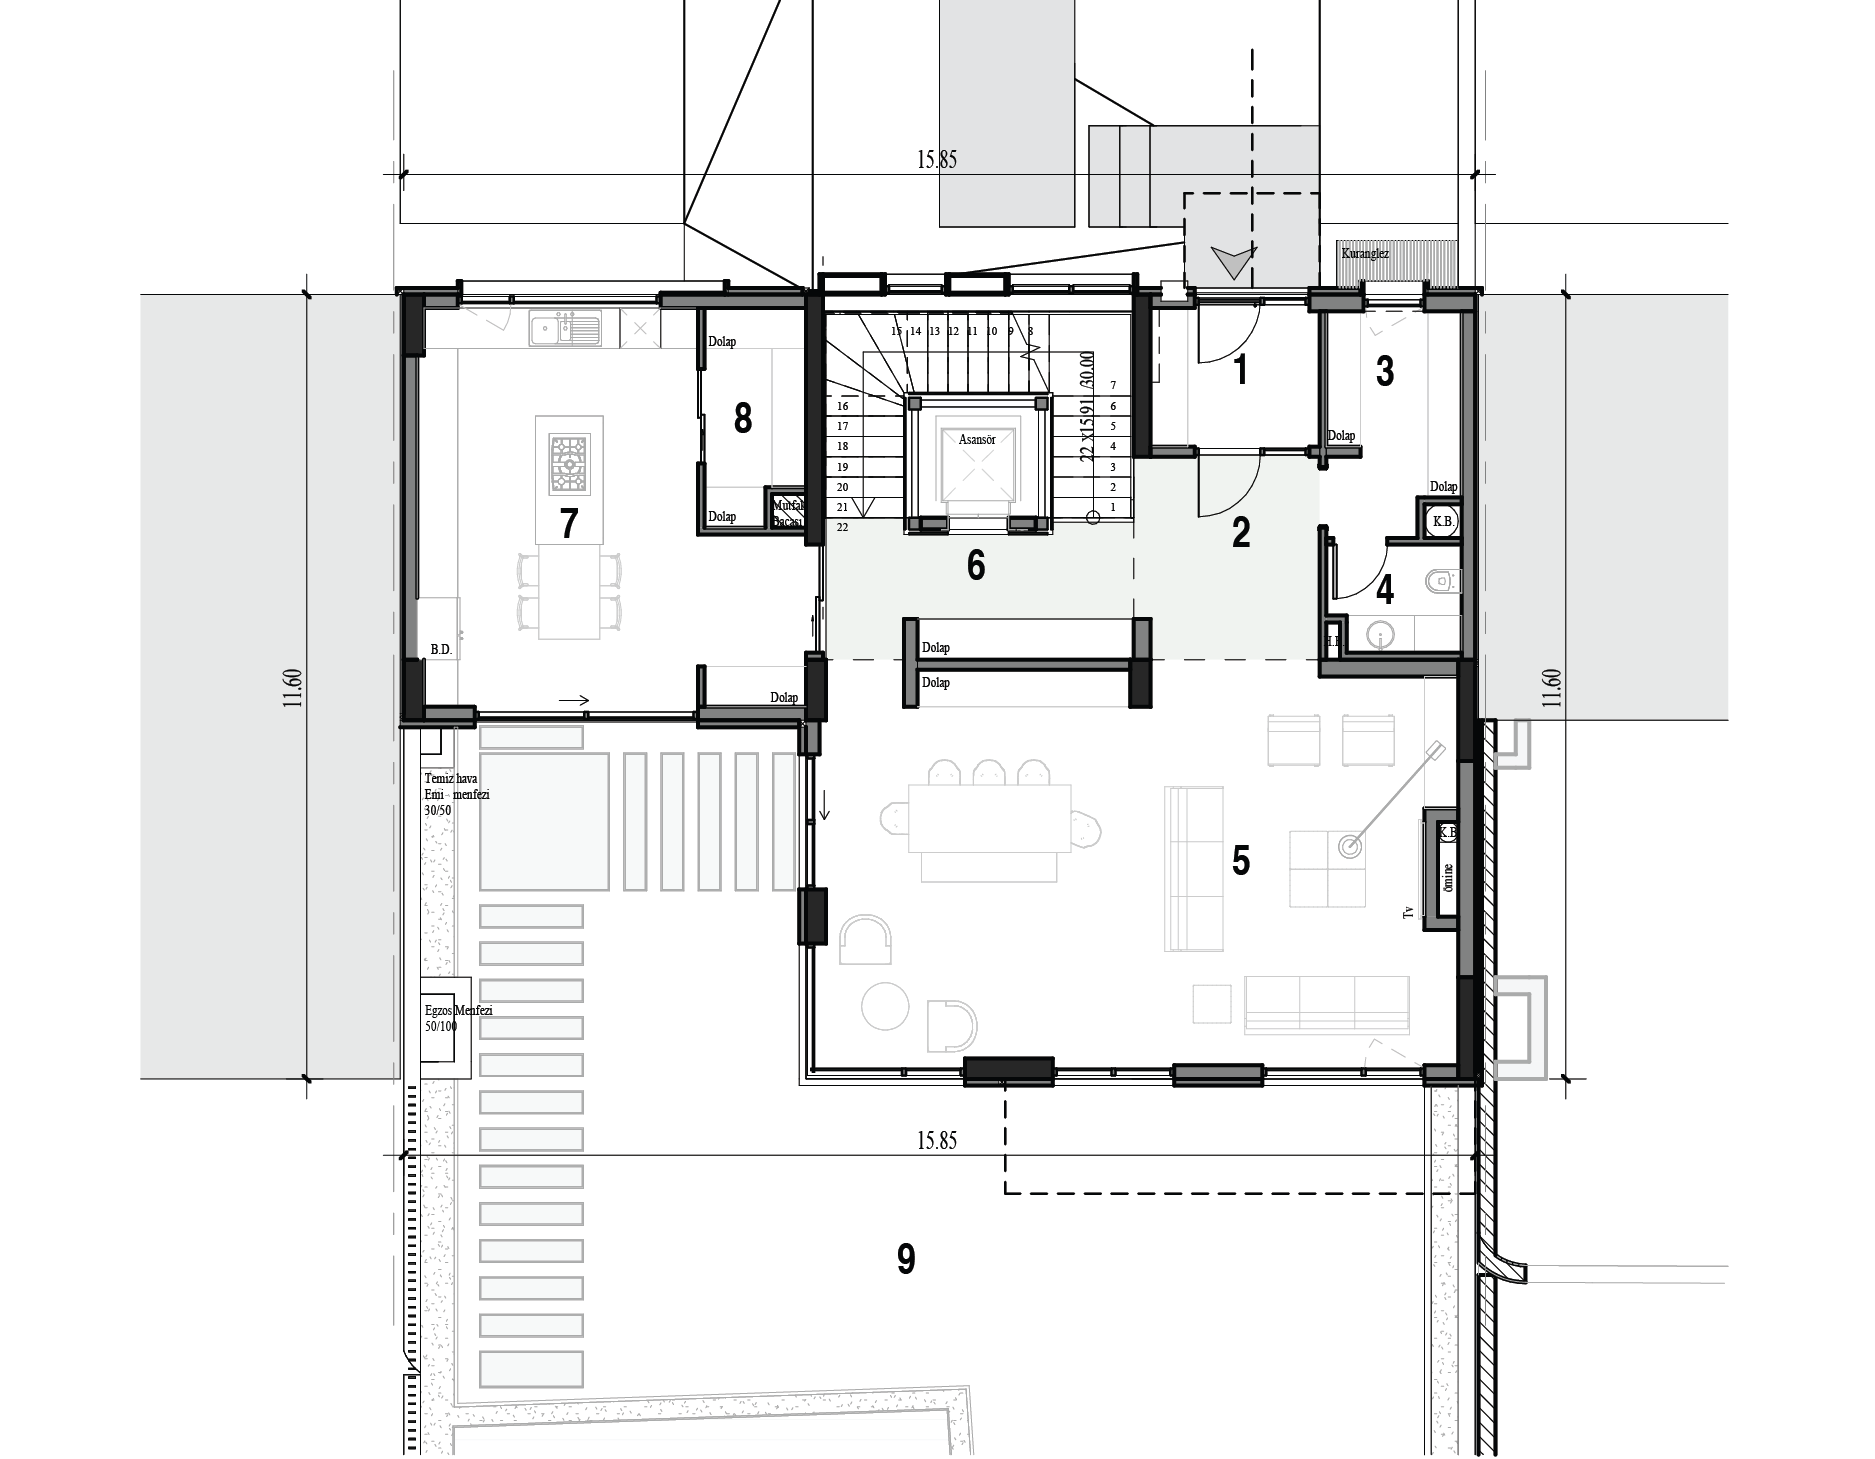 15.85
Kuranglez
15 14 13 12 11 10 9 8
Dolap
22 x15.91 /30.00
1
3
7
16
6
8
17
5
Asansör
Dolap
18
4
19
3
20
2
Dolap
Dolap
Mutfak
Bacası
21
1
K.B.
22
7
2
6
4
B.D.
Dolap
H.H.
11.60
Dolap
Dolap
11.60
Temiz hava
Emi menfezi
30/50
K.B.
5
ömine
Tv
Egzos Menfezi
50/100
15.85
9